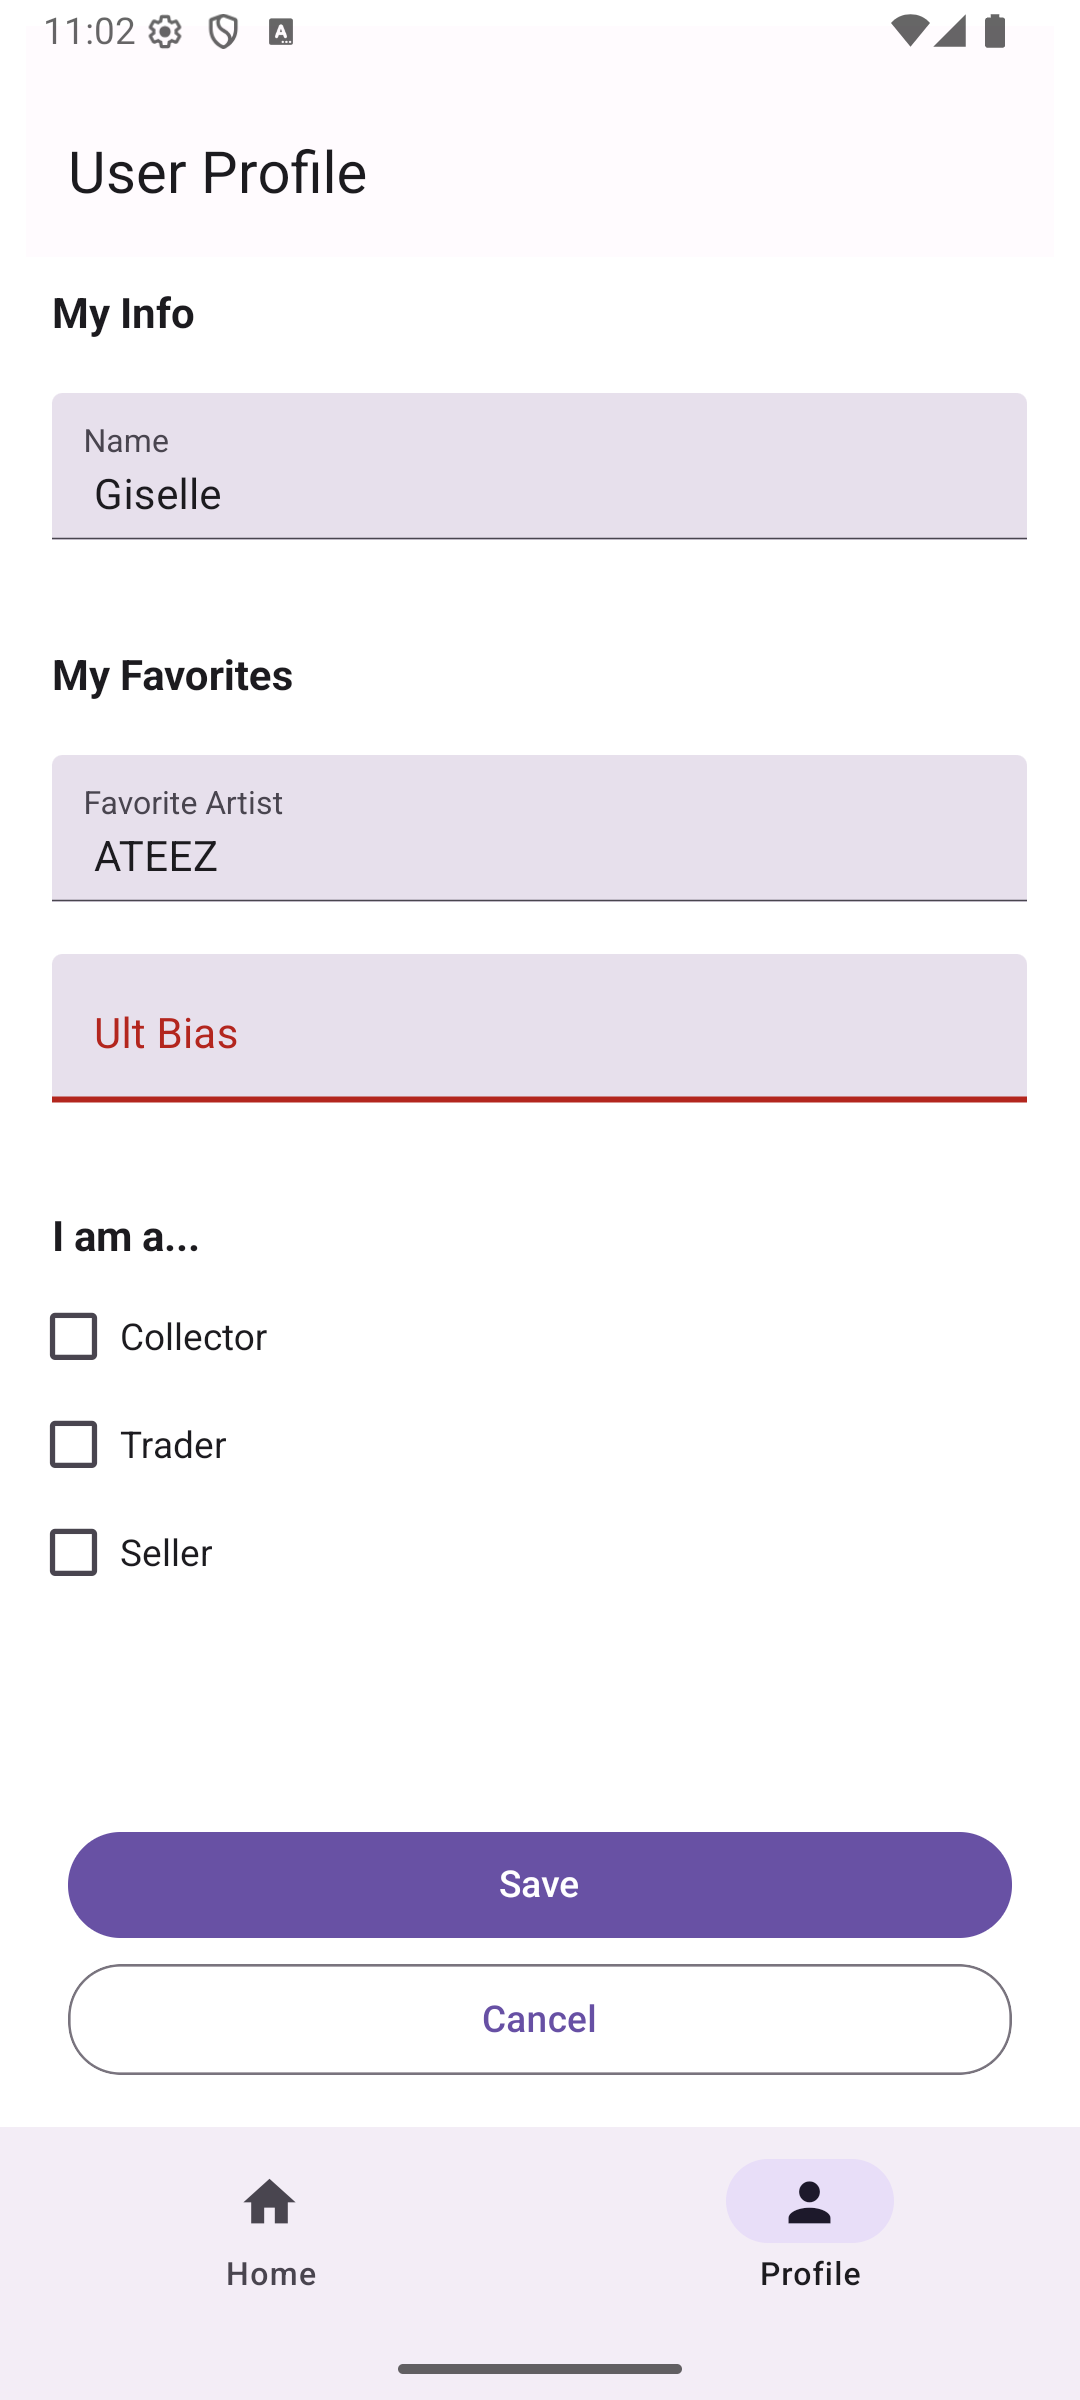 11:02
User Profile
My Info
Name
Giselle
My Favorites
Favorite Artist
ATEEZ
Ult Bias
I am a...
Collector
Trader
Seller
Save
Cancel
Home
Profile